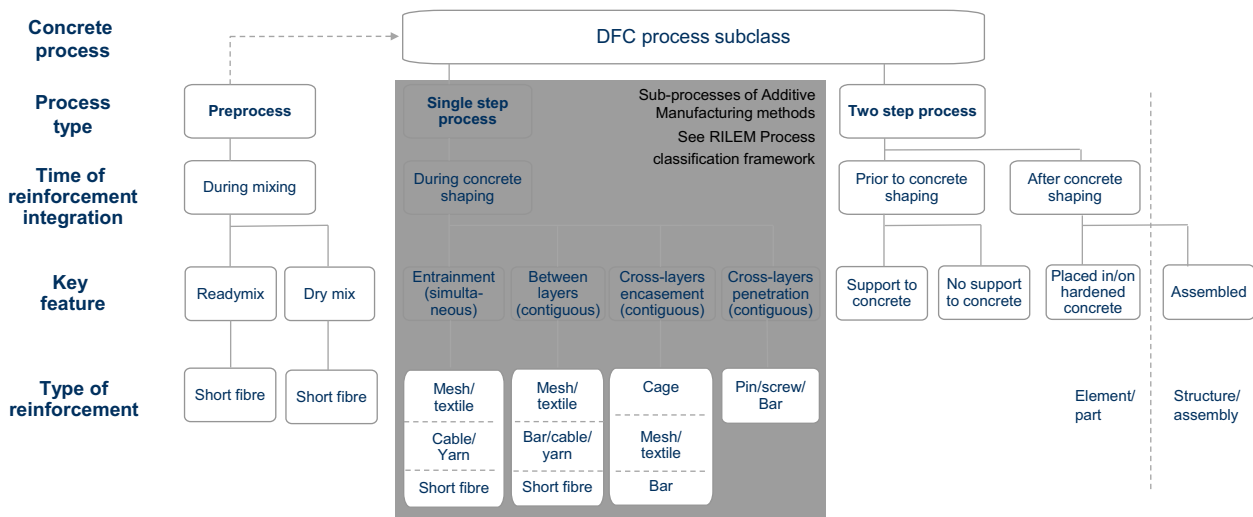 Concrete
process
DFC process subclass
Process
type
Preprocess
Single step
process
Sub-processes of Additive
Manufacturing methods
See RILEM Process
classification framework
Two step process
Time of
reinforcement
integration
During mixing
During concrete
shaping
Prior to concrete
shaping
After concrete
shaping
Key
feature
Readymix
Dry mix
Entrainment
(simulta-
neous)
Between
layers
(contiguous)
Cross-layers
encasement
(contiguous)
Cross-layers
penetration
(contiguous)
Support to
concrete
No support
to concrete
Placed in/on
hardened
concrete
Assembled
Type of
reinforcement
Short fibre
Short fibre
Mesh/
textile
Cable/
Yarn
Short fibre
Mesh/
textile
Bar/cable/
yarn
Short fibre
Cage
Mesh/
textile
Bar
Pin/screw/
Bar
Element/
part
Structure/
assembly